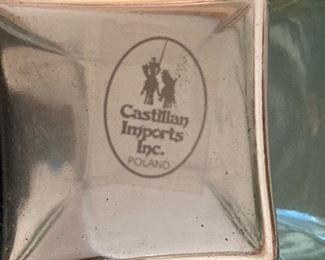 Castilian
Imports
Inc.
POLAND